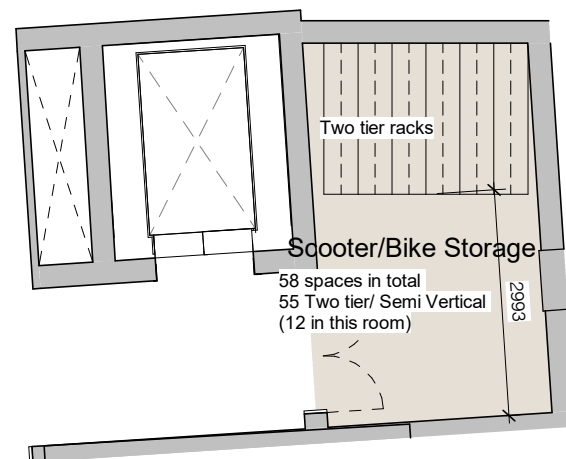 Two tier racks
Scooter/Bike Storage
58 spaces in total
55 Two tier/ Semi Vertical
(12 in this room)
2993